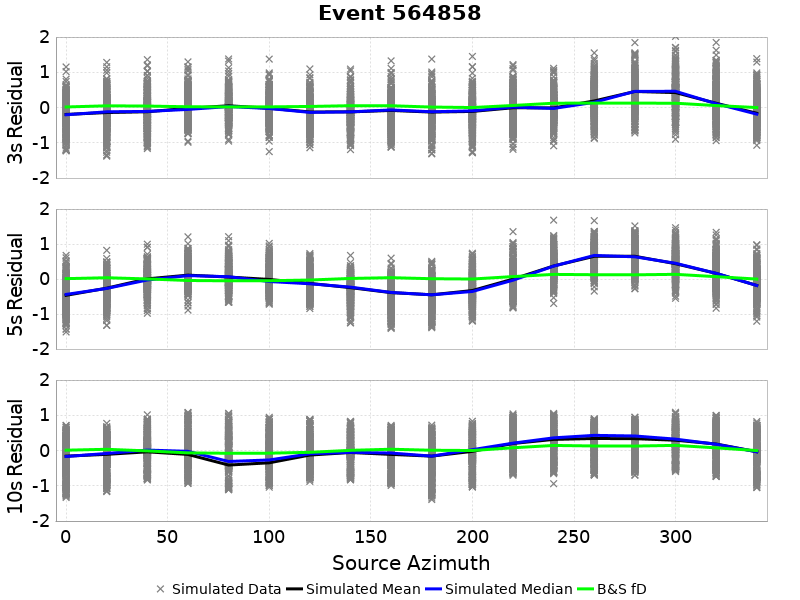 Event 564858
3s Residual
2
1
0
-1
-2
5s Residual
2
1
0
-1
-2
10s Residual
2
1
0
-1
-2
0 50 100 150 200 250 300
Source Azimuth
Simulated Data Simulated Mean Simulated Median B&S fD